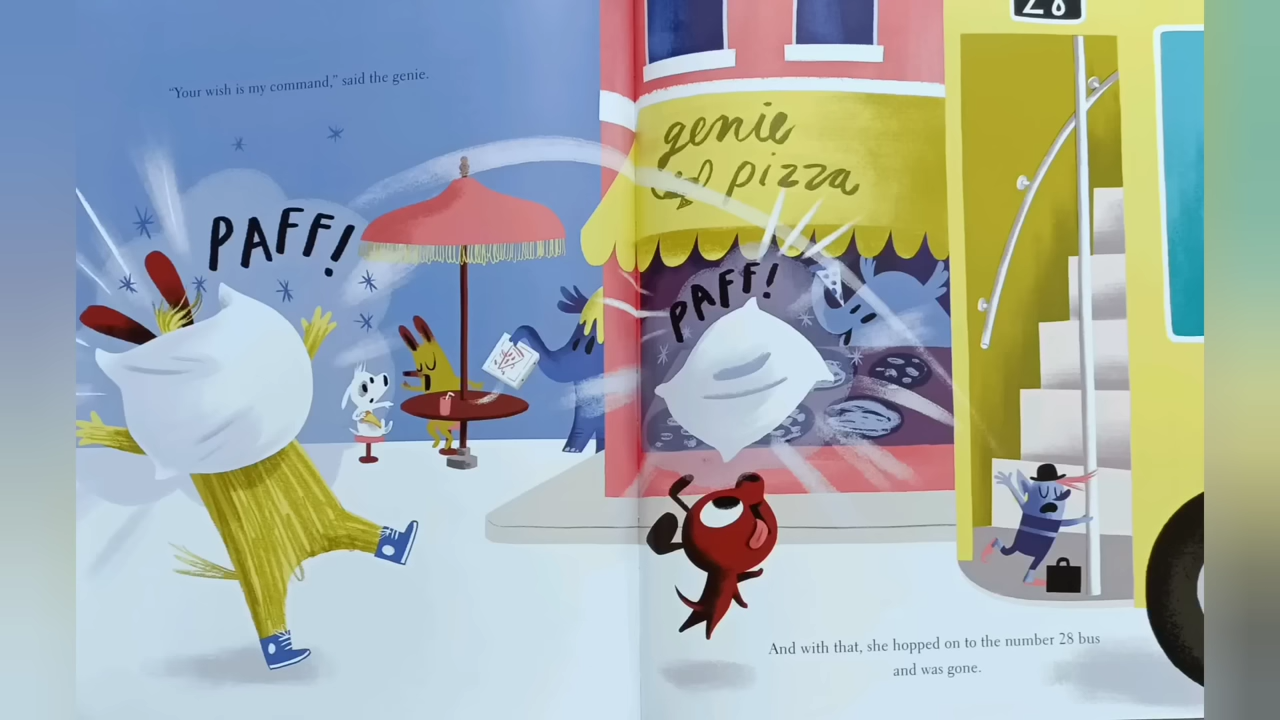 "Your wish is my command," said the genie.
PAFF!
genie
pizza
PAFF!
28
And with that, she hopped on to the number 28 bus
and was gone.